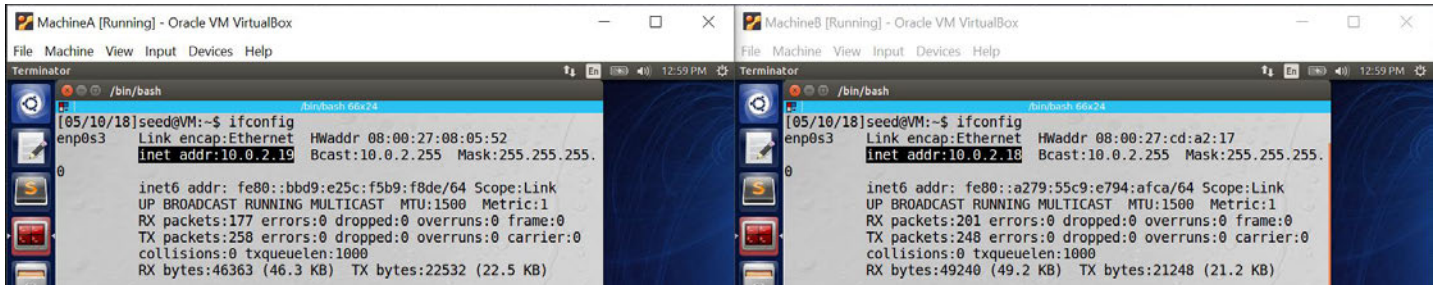 MachineA [Running] - Oracle VM VirtualBox
File Machine View Input Devices Help
Terminator En 12:59 PM
/bin/bash
/bin/bash 66x24
[05/10/18]seed@VM:~$ ifconfig
enp0s3 Link encap:Ethernet HWaddr 08:00:27:08:05:52
inet addr:10.0.2.19 Bcast:10.0.2.255 Mask:255.255.255.
0
inet6 addr: fe80::bbd9:e25c:f5b9:f8de/64 Scope:Link
UP BROADCAST RUNNING MULTICAST MTU:1500 Metric:1
RX packets:177 errors:0 dropped:0 overruns:0 frame:0
TX packets:258 errors:0 dropped:0 overruns:0 carrier:0
collisions:0 txqueuelen:1000
RX bytes:46363 (46.3 KB) TX bytes:22532 (22.5 KB)
MachineB [Running] - Oracle VM VirtualBox
File Machine View Input Devices Help
Terminator En 12:59 PM
/bin/bash
/bin/bash 66x24
[05/10/18]seed@VM:~$ ifconfig
enp0s3 Link encap:Ethernet HWaddr 08:00:27:cd:a2:17
inet addr:10.0.2.18 Bcast:10.0.2.255 Mask:255.255.255.
0
inet6 addr: fe80::a279:55c9:e794:afca/64 Scope:Link
UP BROADCAST RUNNING MULTICAST MTU:1500 Metric:1
RX packets:201 errors:0 dropped:0 overruns:0 frame:0
TX packets:248 errors:0 dropped:0 overruns:0 carrier:0
collisions:0 txqueuelen:1000
RX bytes:49240 (49.2 KB) TX bytes:21248 (21.2 KB)